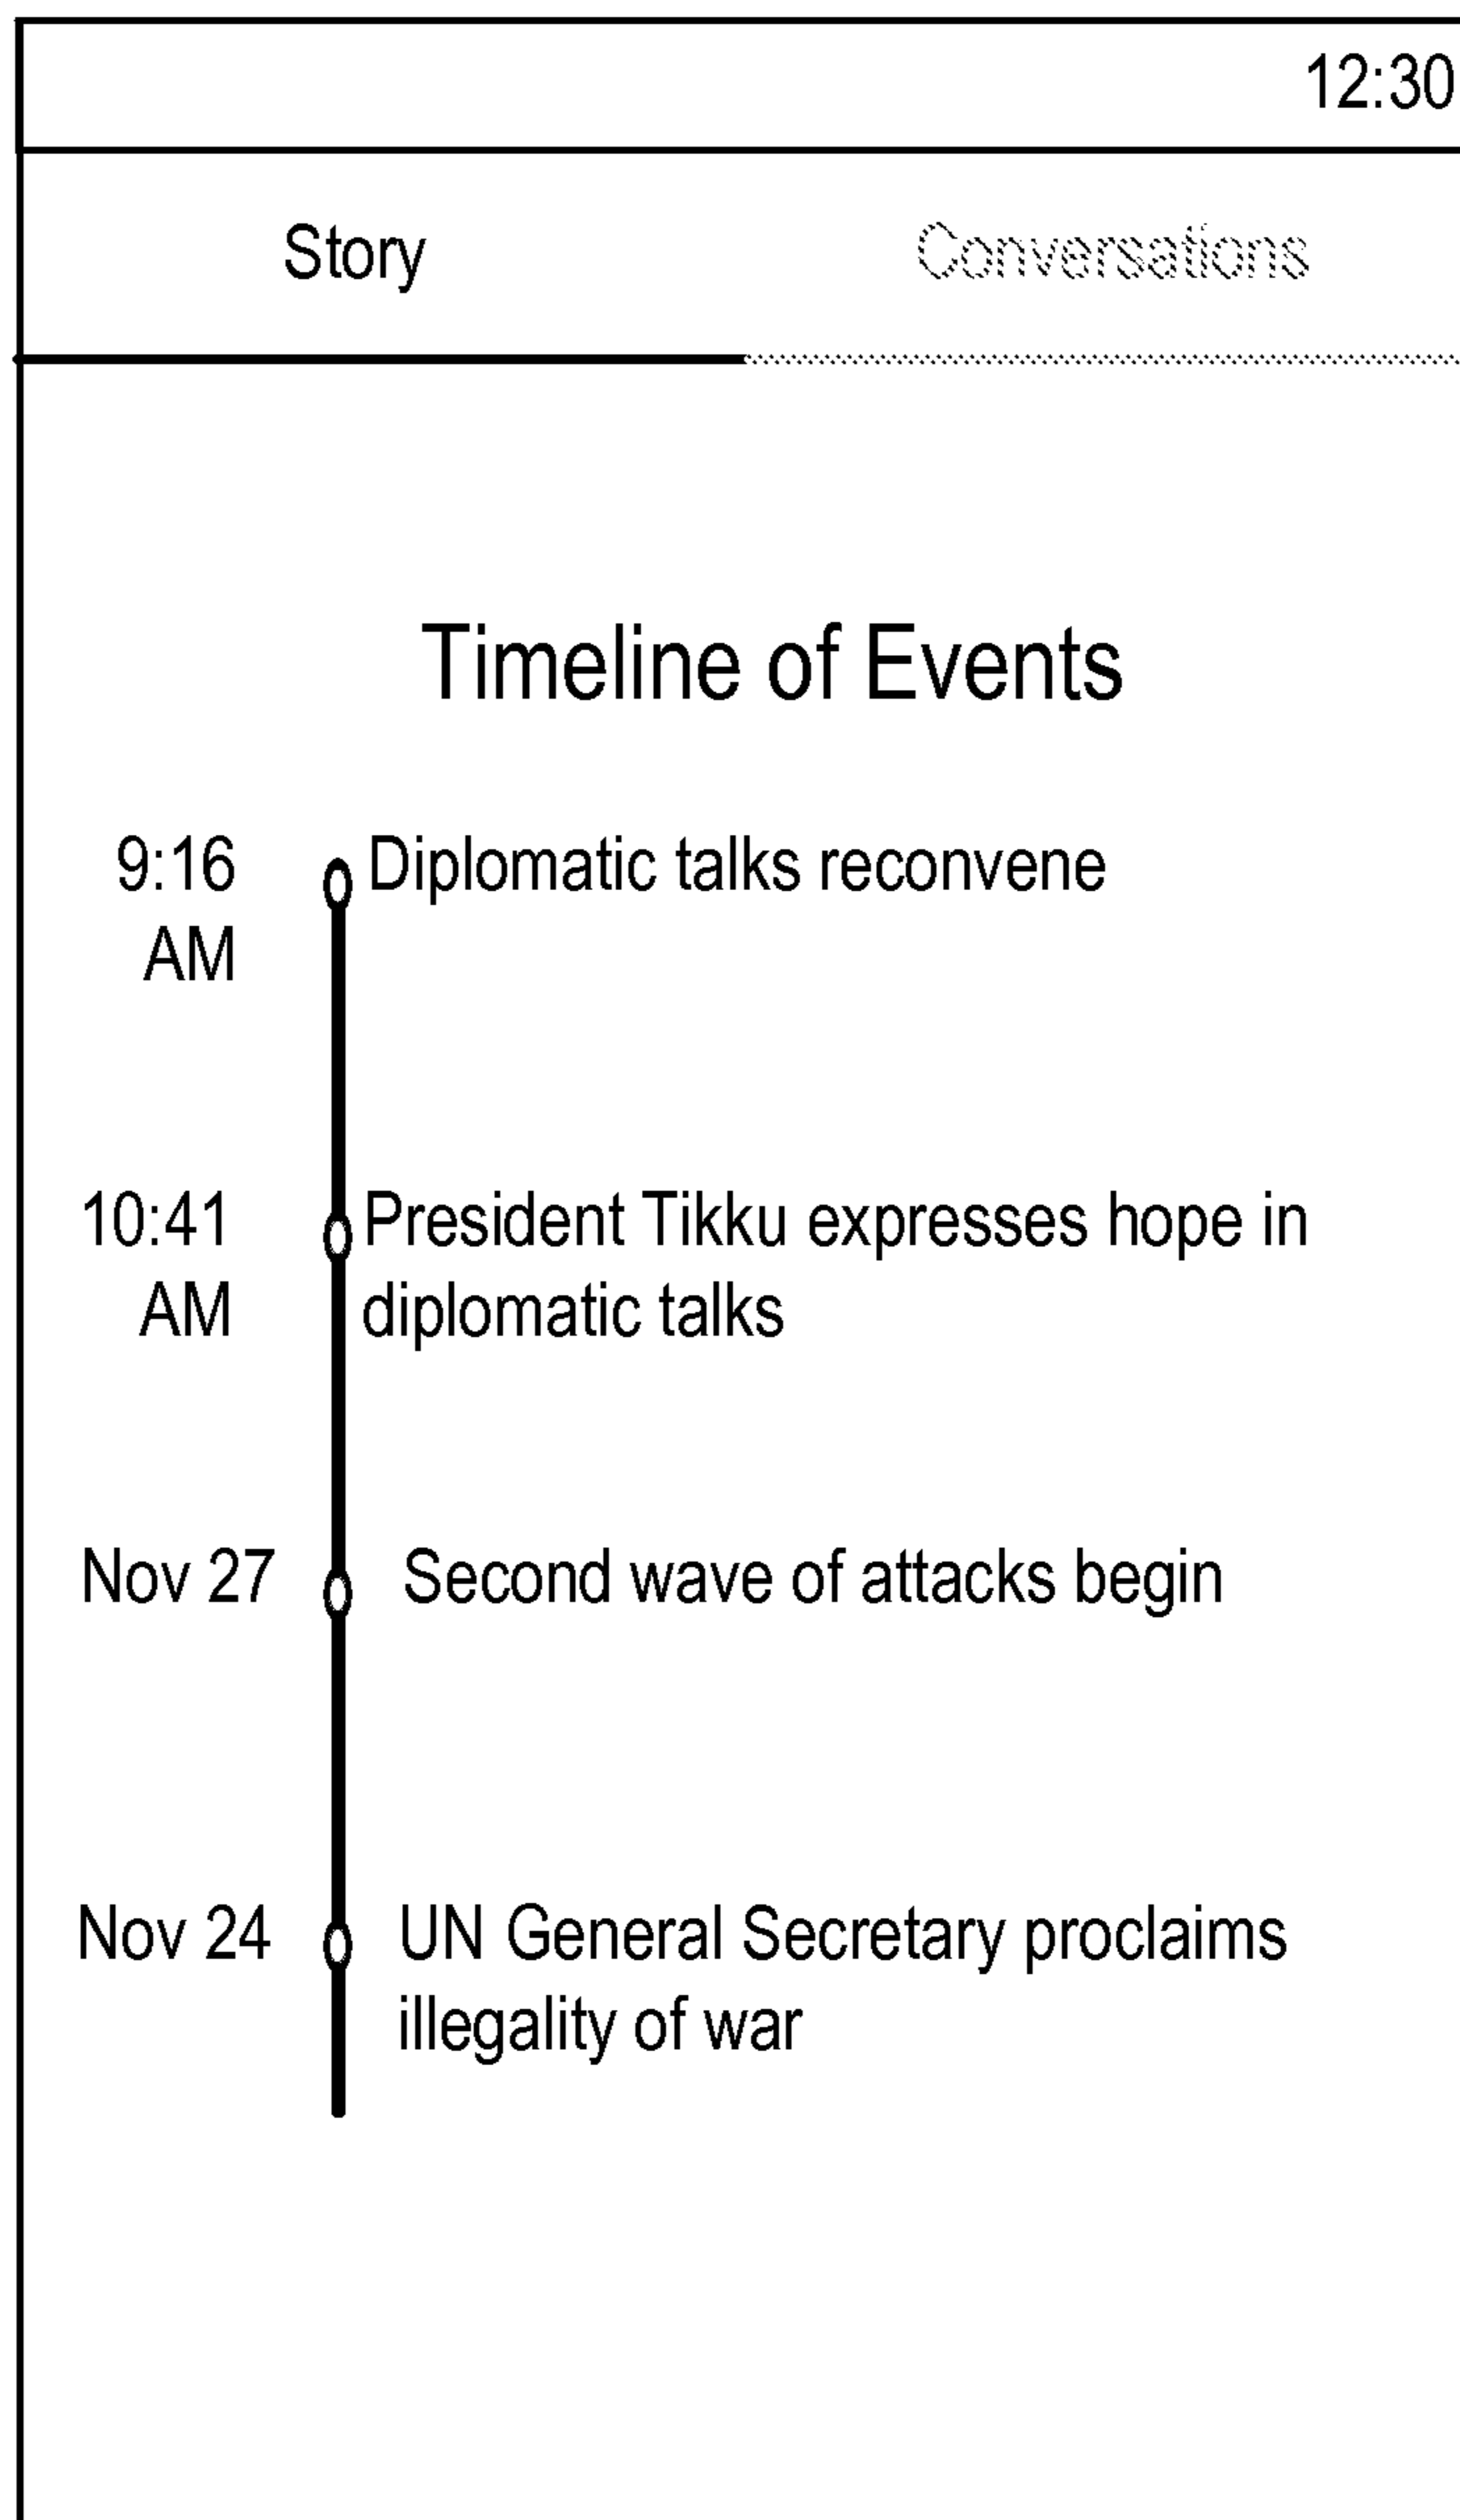 12:30
Story
Conversations
Timeline of Events
9:16
AM
Diplomatic talks reconvene
10:41
AM
President Tikku expresses hope in
diplomatic talks
Nov 27
Second wave of attacks begin
Nov 24
UN General Secretary proclaims
illegality of war